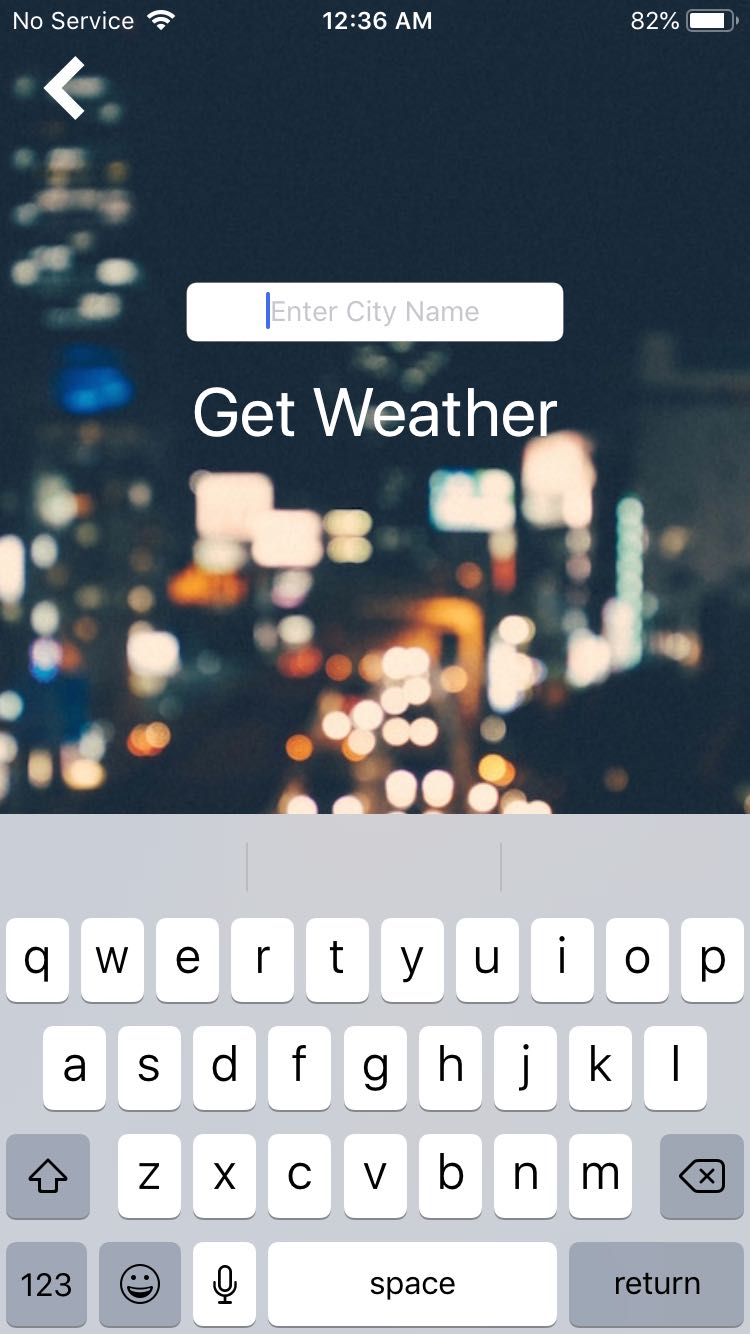 No Service 12:36 AM 82%
Enter City Name
Get Weather
q w e r t y u i o p
a s d f g h j k l
z x c v b n m
123 space return